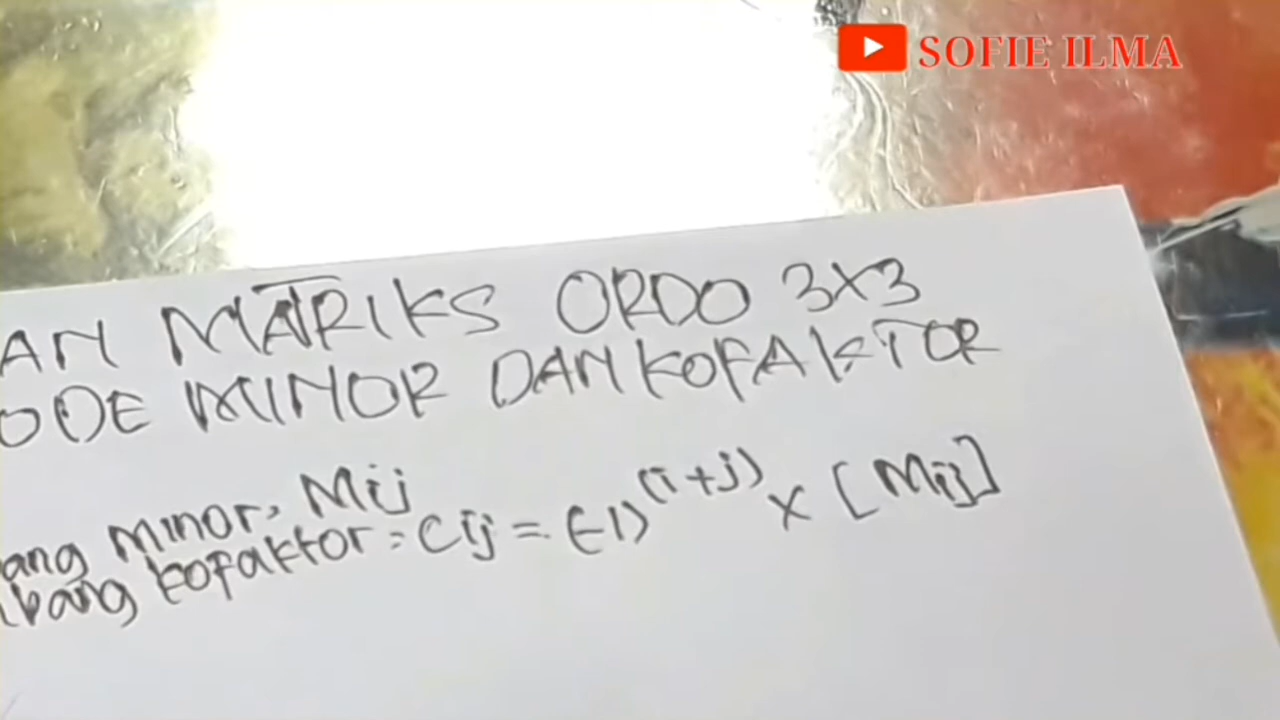 SOFIE ILMA
AN MATRIKS ORDO 3X3
ODE MINOR DAN KOFAKTOR
ang Minor, Mij
bang kofaktor = Cij = (-1)^(i+j) x [Mij]